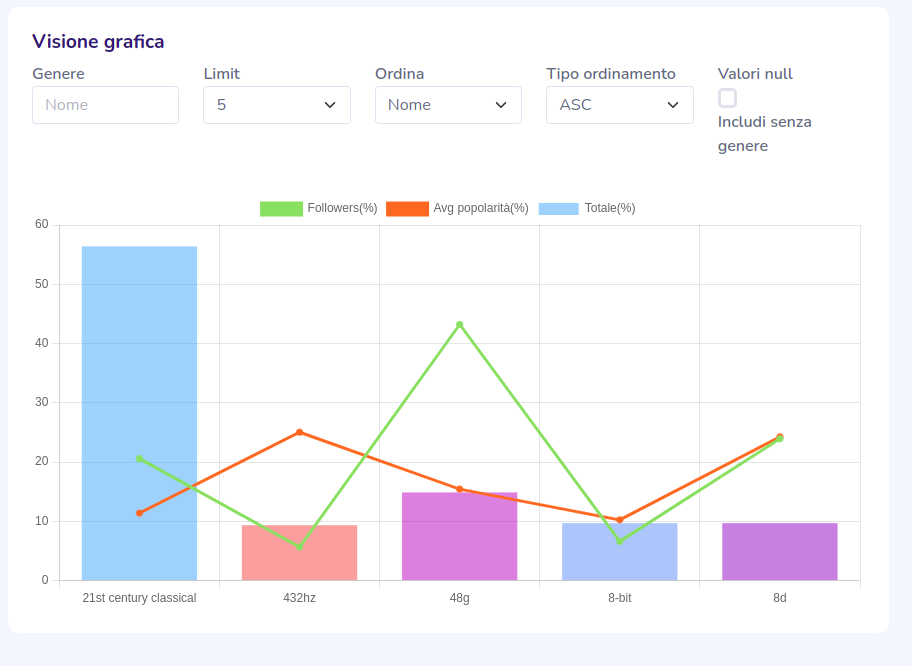 Visione grafica
Genere Limit Ordina Tipo ordinamento Valori null
Nome 5 Nome ASC
Includi senza
genere
Followers(%) Avg popolarità(%) Totale(%)
60
50
40
30
20
10
0
21st century classical 432hz 48g 8-bit 8d